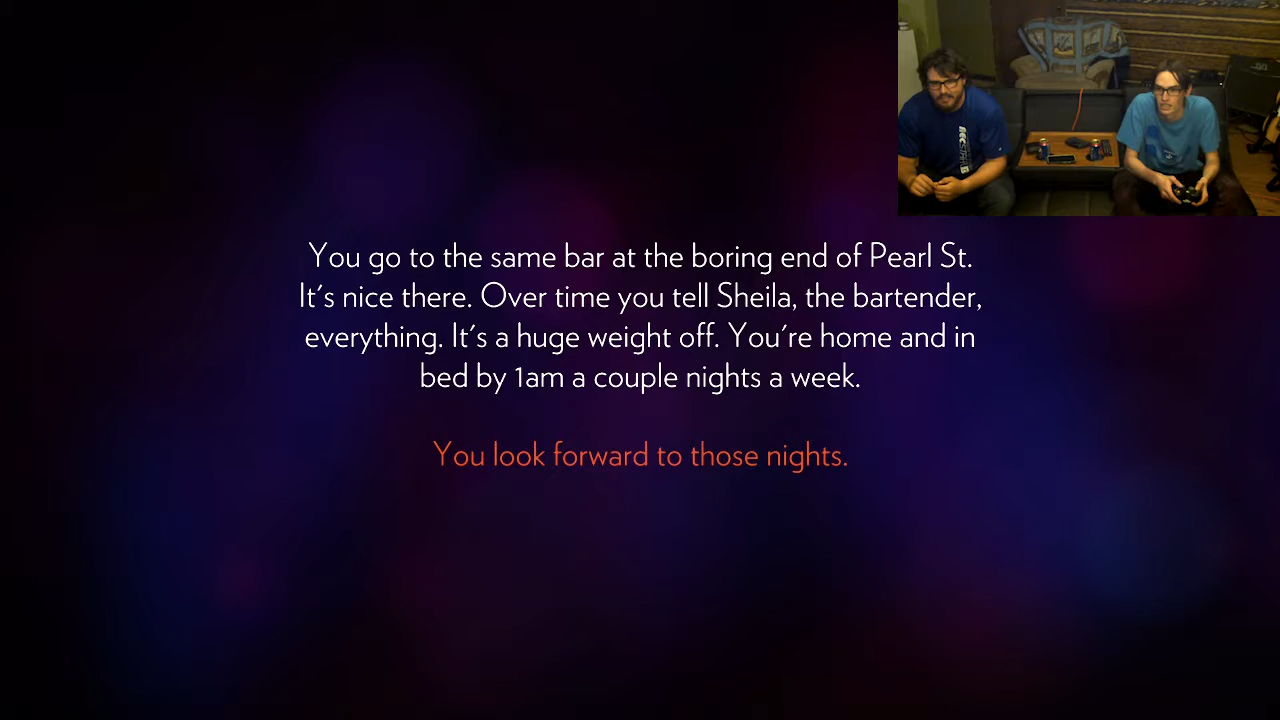 You go to the same bar at the boring end of Pearl St.
It's nice there. Over time you tell Sheila, the bartender,
everything. It's a huge weight off. You're home and in
bed by 1am a couple nights a week.
You look forward to those nights.